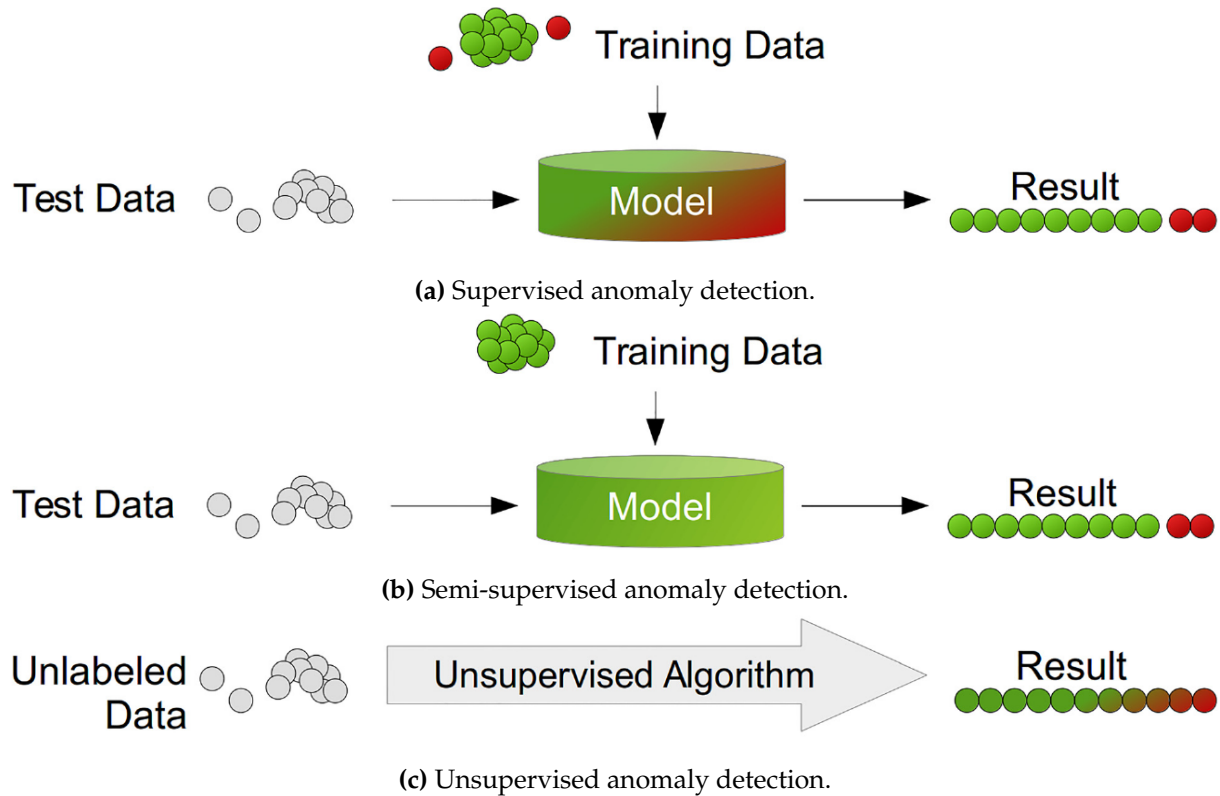 Training Data
Test Data
Model
Result
(a) Supervised anomaly detection.
Training Data
Test Data
Model
Result
(b) Semi-supervised anomaly detection.
Unlabeled
Data
Unsupervised Algorithm
Result
(c) Unsupervised anomaly detection.